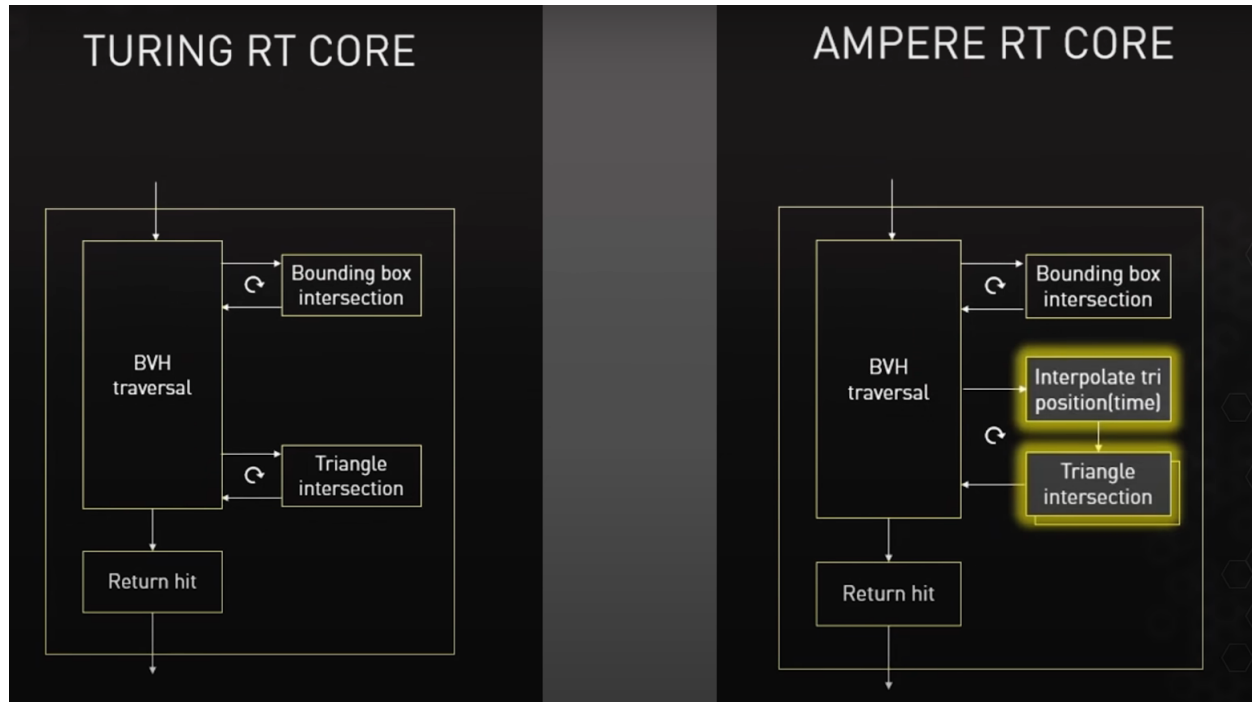 TURING RT CORE
Bounding box
intersection
BVH
traversal
Triangle
intersection
Return hit
AMPERE RT CORE
Bounding box
intersection
BVH
traversal
Interpolate tri
position(time)
Triangle
intersection
Return hit